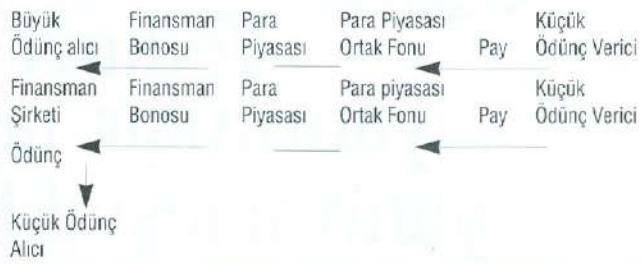 Büyük Finansman Para Para Piyasası Küçük
Ödünç alıcı Bonosu Piyasası Ortak Fonu Pay Ödünç Verici
Finansman Finansman Para Para piyasası Küçük
Şirketi Bonosu Piyasası Ortak Fonu Pay Ödünç Verici
Ödünç
Küçük Ödünç
Alıcı